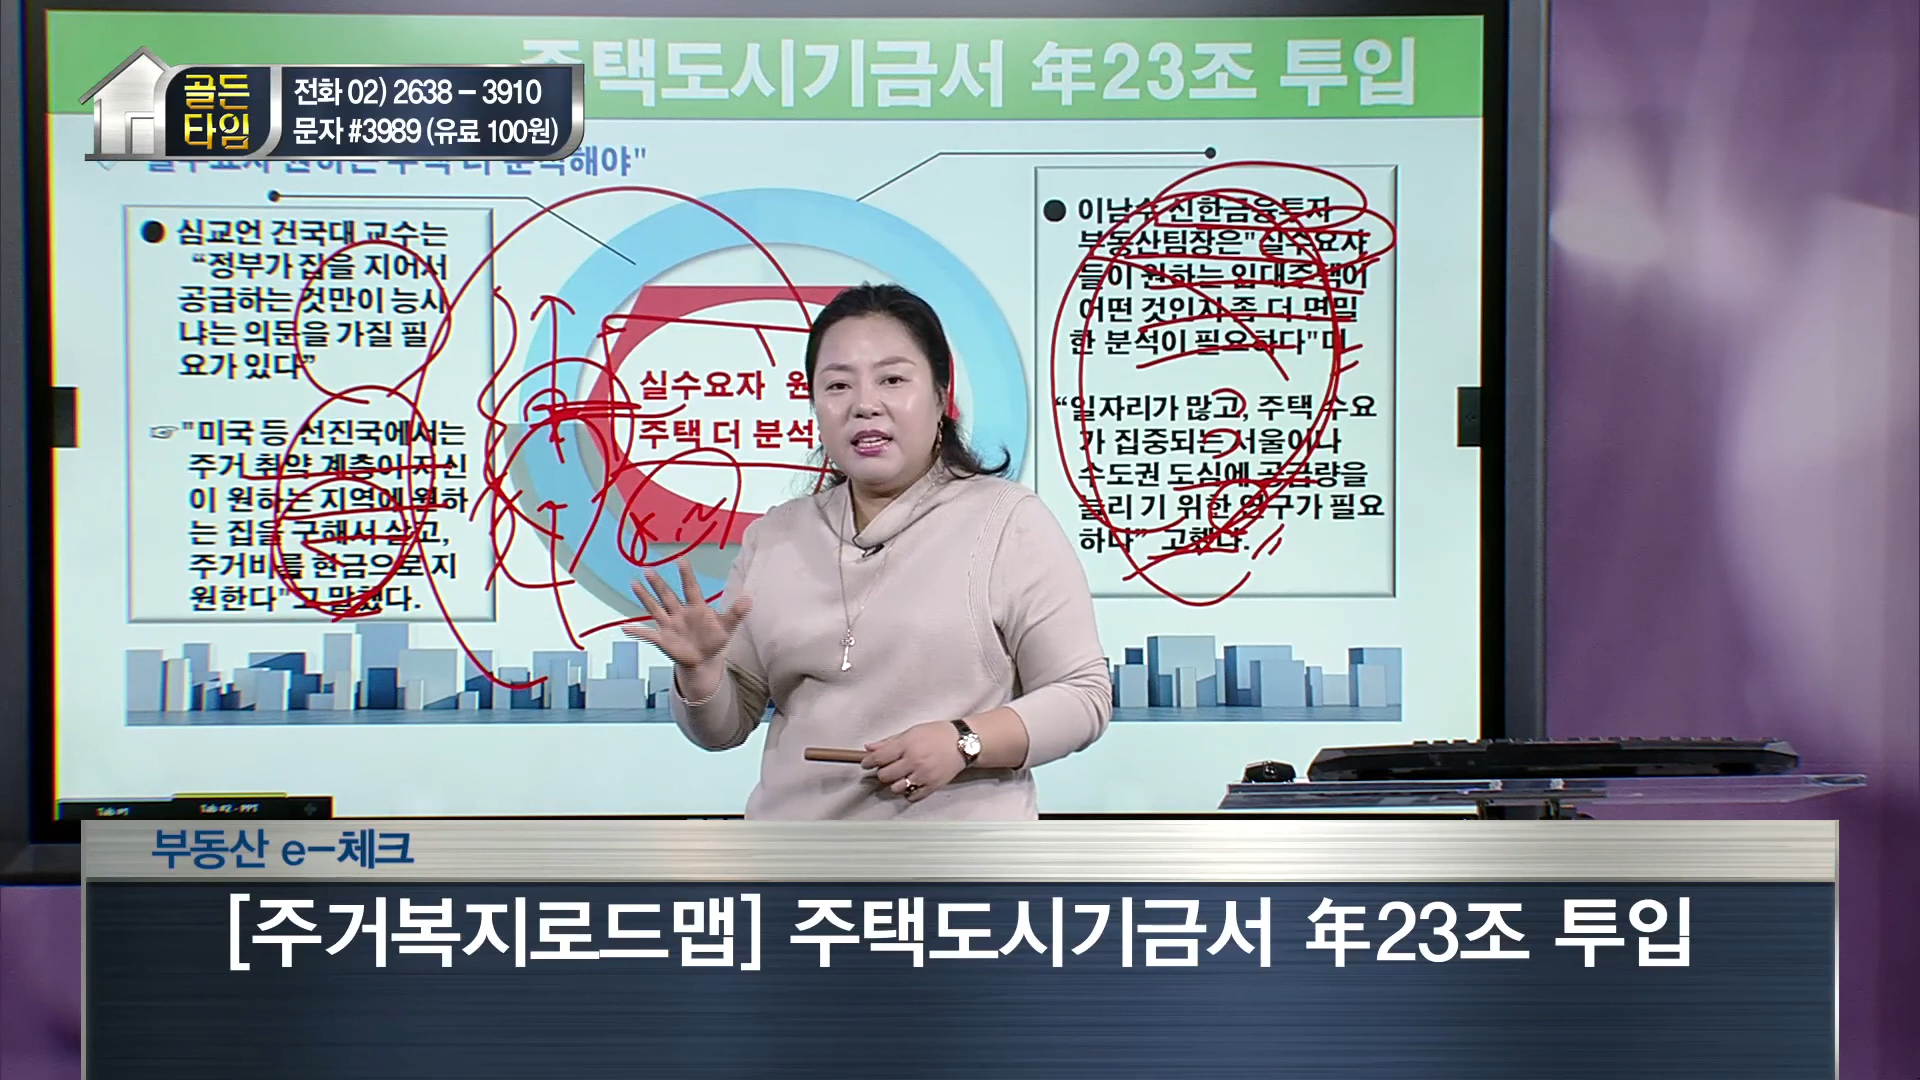 주택도시기금서 年23조 투입
골든
타임
전화 02) 2638 - 3910
문자 #3989 (유료 100원)
심교언 건국대 교수는
"정부가 집을 지어서
공급하는 것만이 능사
냐는 의문을 가질 필
요가 있다"
☞"미국 등 선진국에서는
주거 취약 계층이 자신
이 원하는 지역에 원하
는 집을 구해서 살고,
주거비를 현금으로 지
원한다"고 말했다.
실수요자 원
주택 더 분석
이남수 신한금융투자
부동산팀장은"실수요자
들이 원하는 임대주택이
어떤 것인지 좀 더 면밀
한 분석이 필요하다"며
"일자리가 많고, 주택 수요
가 집중되는 서울이나
수도권 도심에 공급량을
늘리 기 위한 연구가 필요
하다" 고했다.
Tab #1
Tab #2 - PPT
부동산 e-체크
[주거복지로드맵] 주택도시기금서 年23조 투입